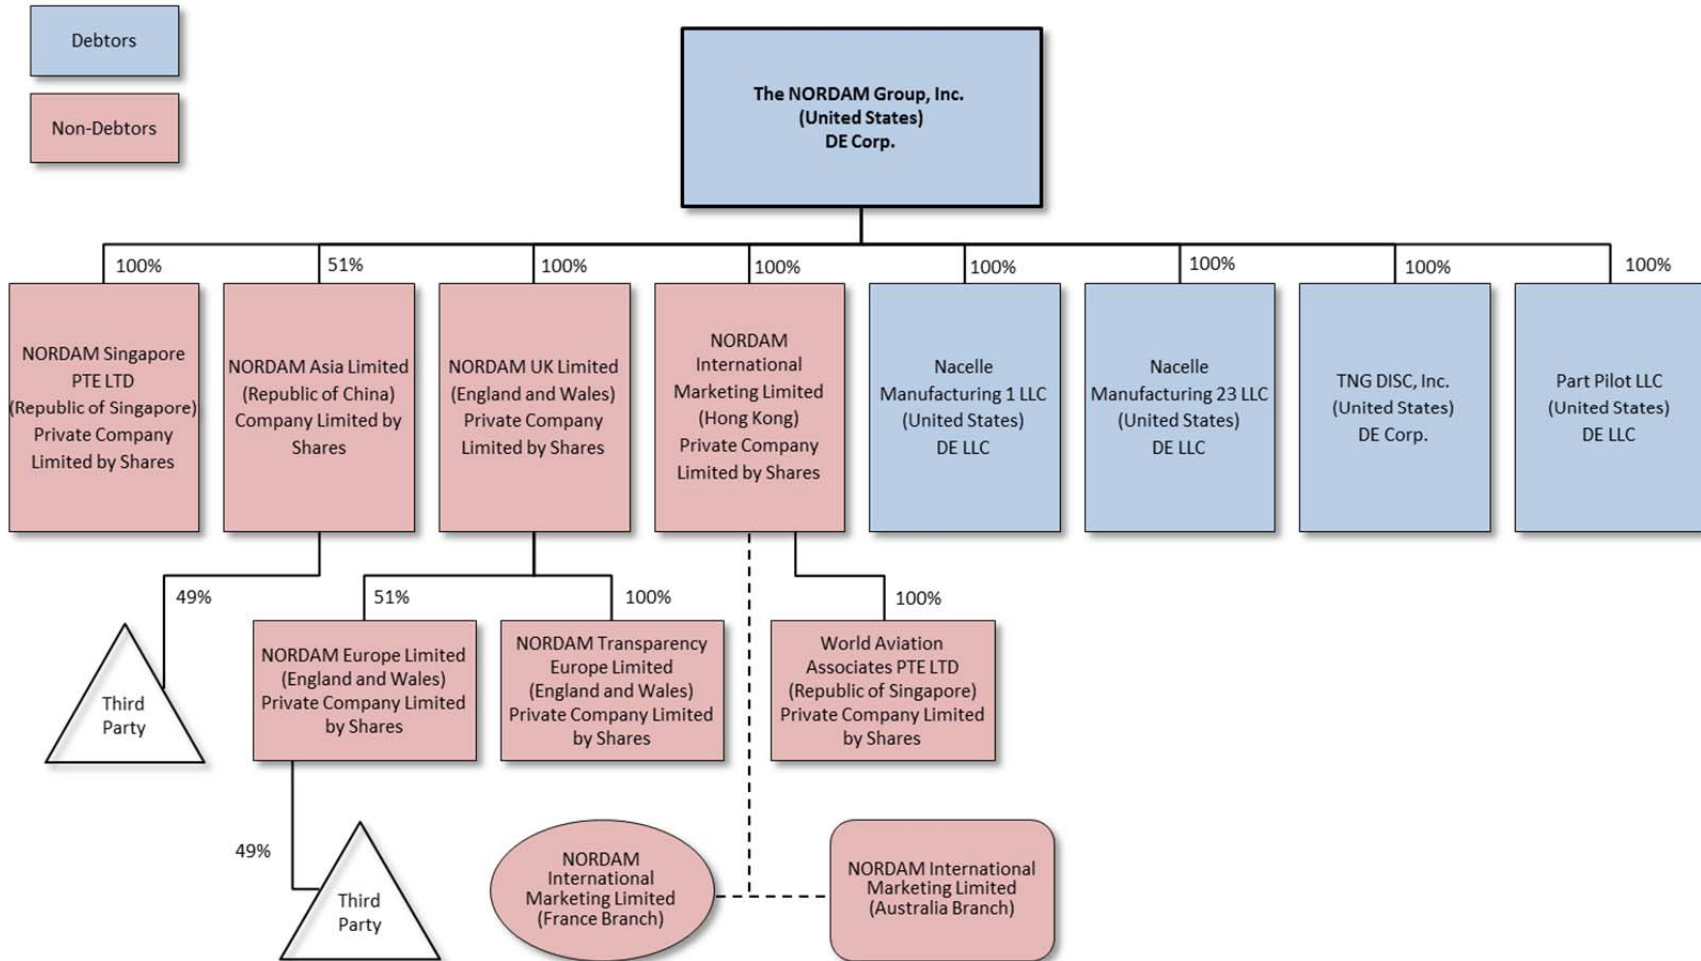 Debtors
Non-Debtors
The NORDAM Group, Inc.
(United States)
DE Corp.
100%
51%
100%
100%
100%
100%
100%
100%
NORDAM Singapore
PTE LTD
(Republic of Singapore)
Private Company
Limited by Shares
NORDAM Asia Limited
(Republic of China)
Company Limited by
Shares
NORDAM UK Limited
(England and Wales)
Private Company
Limited by Shares
NORDAM
International
Marketing Limited
(Hong Kong)
Private Company
Limited by Shares
Nacelle
Manufacturing 1 LLC
(United States)
DE LLC
Nacelle
Manufacturing 23 LLC
(United States)
DE LLC
TNG DISC, Inc.
(United States)
DE Corp.
Part Pilot LLC
(United States)
DE LLC
49%
51%
100%
100%
Third
Party
NORDAM Europe Limited
(England and Wales)
Private Company Limited
by Shares
NORDAM Transparency
Europe Limited
(England and Wales)
Private Company Limited
by Shares
World Aviation
Associates PTE LTD
(Republic of Singapore)
Private Company Limited
by Shares
49%
Third
Party
NORDAM
International
Marketing Limited
(France Branch)
NORDAM International
Marketing Limited
(Australia Branch)